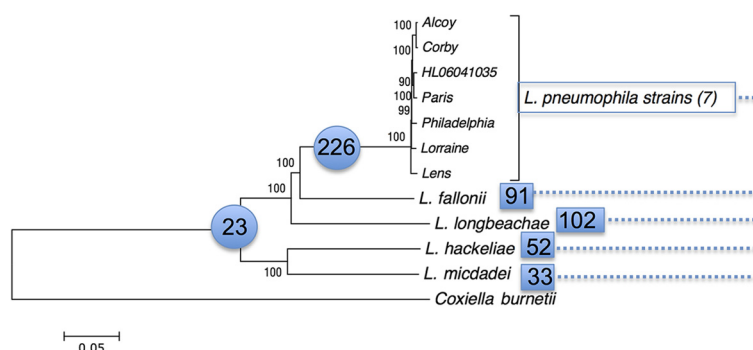 100 Alcoy
100 Corby
HL06041035
90
100 Paris
99
L. pneumophila strains (7)
Philadelphia
100
226
Lorraine
100
Lens
100
L. fallonii 91
23
L. longbeachae 102
L. hackeliae 52
100
L. micdadei 33
Coxiella burnetii
0.05